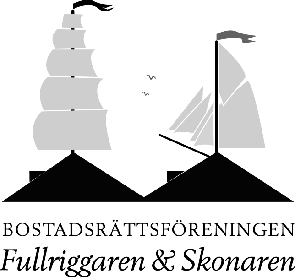 BOSTADSRÄTTSFÖRENINGEN
Fullriggaren & Skonaren